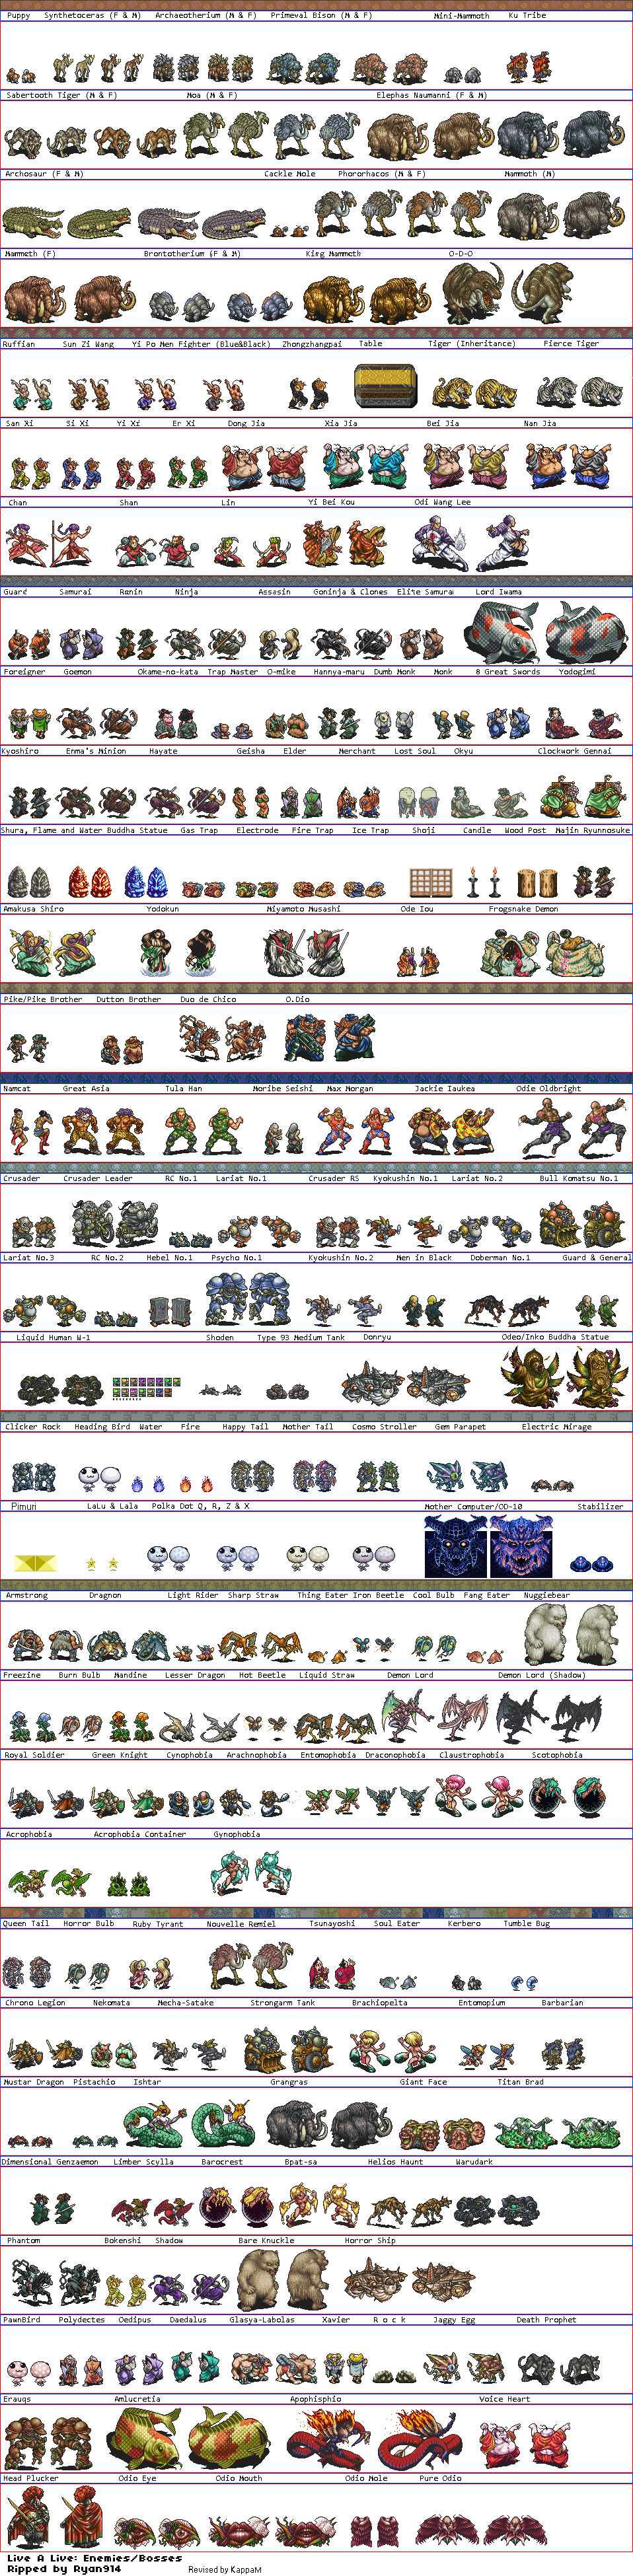 Puppy Synthetoceras (F & M) Archaeotherium (M & F) Primeval Bison (M & F) Mini-Mammoth Ku Tribe
Sabertooth Tiger (M & F) Moa (M & F) Elephas Naumanni (F & M)
Archosaur (F & M) Cackle Mole Phororhacos (M & F) Mammoth (M)
Mammoth (F) Brontotherium (F & M) King Mammoth O-D-O
Ruffian Sun Zi Wang Yi Po Men Fighter (Blue&Black) Zhongzhangpai Table Tiger (Inheritance) Fierce Tiger
San Xi Si Xi Yi Xi Er Xi Dong Jia Xia Jia Bei Jia Nan Jia
Chan Shan Lin Yi Bei Kou Odi Wang Lee
Guard Samurai Ronin Ninja Assasin Goninja & Clones Elite Samurai Lord Iwama
Foreigner Goemon Okame-no-kata Trap Master O-mike Hannya-maru Dumb Monk Monk 8 Great Swords Yodogimi
Kyoshiro Enma's Minion Hayate Geisha Elder Merchant Lost Soul Okyu Clockwork Gennai
Shura, Flame and Water Buddha Statue Gas Trap Electrode Fire Trap Ice Trap Shoji Candle Wood Post Majin Ryunnosuke
Amakusa Shiro Yodokun Miyamoto Musashi Ode Iou Frogsnake Demon
Pike/Pike Brother Dutton Brother Duo de Chico O.Dio
Namcat Great Asia Tula Han Moribe Seishi Max Morgan Jackie Iaukea Odie Oldbright
Crusader Crusader Leader RC No.1 Lariat No.1 Crusader RS Kyokushin No.1 Lariat No.2 Bull Komatsu No.1
Lariat No.3 RC No.2 Hebel No.1 Psycho No.1 Kyokushin No.2 Men in Black Doberman No.1 Guard & General
Liquid Human W-1 Shoden Type 93 Medium Tank Donryu Odeo/Inko Buddha Statue
Clicker Rock Heading Bird Water Fire Happy Tail Mother Tail Cosmo Stroller Gem Parapet Electric Mirage
Pimuri LaLu & Lala Polka Dot Q, R, Z & X Mother Computer/OD-10 Stabilizer
Armstrong Dragnon Light Rider Sharp Straw Thing Eater Iron Beetle Cool Bulb Fang Eater Nuggiebear
Freezine Burn Bulb Mandine Lesser Dragon Hot Beetle Liquid Straw Demon Lord Demon Lord (Shadow)
Royal Soldier Green Knight Cynophobia Arachnophobia Entomophobia Draconophobia Claustrophobia Scotophobia
Acrophobia Acrophobia Container Gynophobia
Queen Tail Horror Bulb Ruby Tyrant Nouvelle Remiel Tsunayoshi Soul Eater Kerbero Tumble Bug
Chrono Legion Nekomata Mecha-Satake Strongarm Tank Brachiopelta Entomopium Barbarian
Mustar Dragon Pistachio Ishtar Grangras Giant Face Titan Brad
Dimensional Genzaemon Limber Scylla Barocrest Bpat-sa Helios Haunt Warudark
Phantom Bokenshi Shadow Bare Knuckle Horror Ship
PawnBird Polydectes Oedipus Daedalus Glasya-Labolas Xavier R o c k Jaggy Egg Death Prophet
Erauqs Amlucretia Apophisphio Voice Heart
Head Plucker Odio Eye Odio Mouth Odio Mole Pure Odio
Live A Live: Enemies/Bosses
Ripped by Ryan914 Revised by KappaM